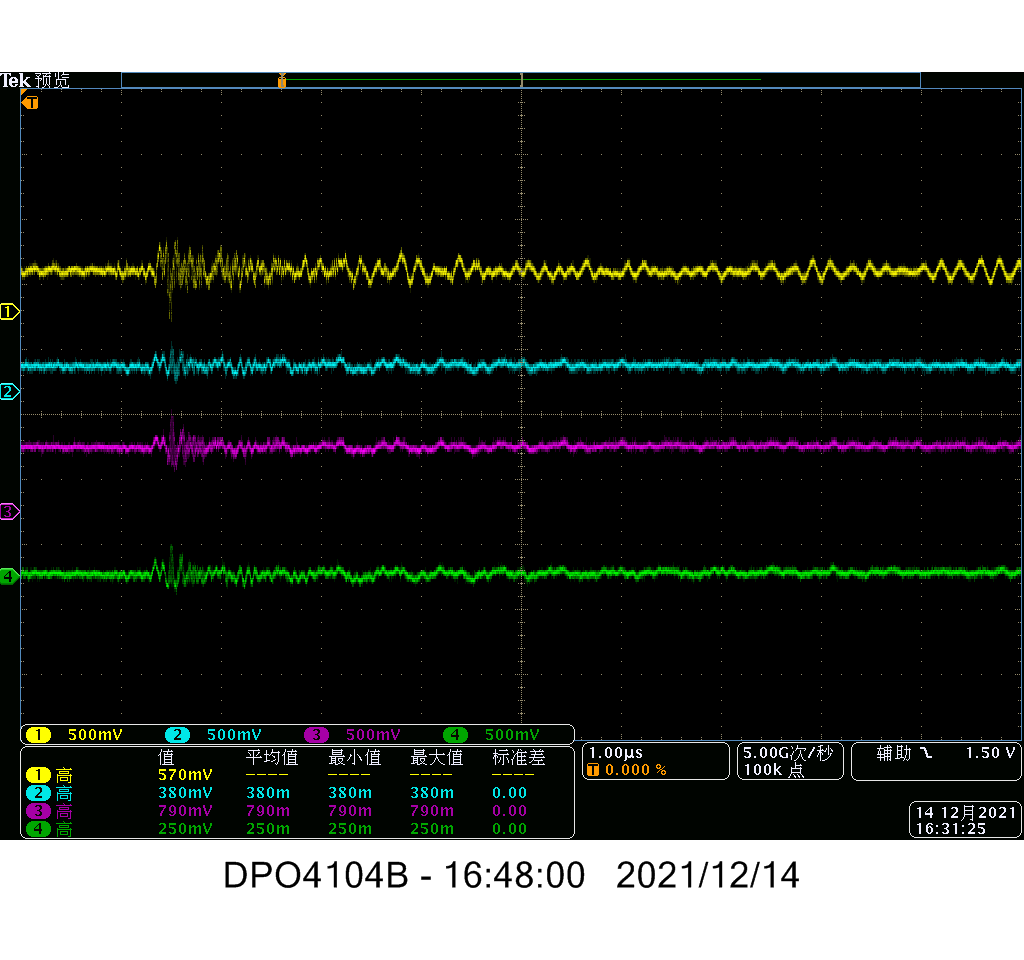 Tek 预览
T
T
1
2
3
4
1 500mV 2 500mV 3 500mV 4 500mV
值 平均值 最小值 最大值 标准差
1 高 570mV ---- ---- ---- ----
2 高 380mV 380m 380m 380m 0.00
3 高 790mV 790m 790m 790m 0.00
4 高 250mV 250m 250m 250m 0.00
1.00µs
T 0.000 %
5.00G次/秒
100k 点
辅助 1.50 V
14 12月2021
16:31:25
DPO4104B - 16:48:00 2021/12/14